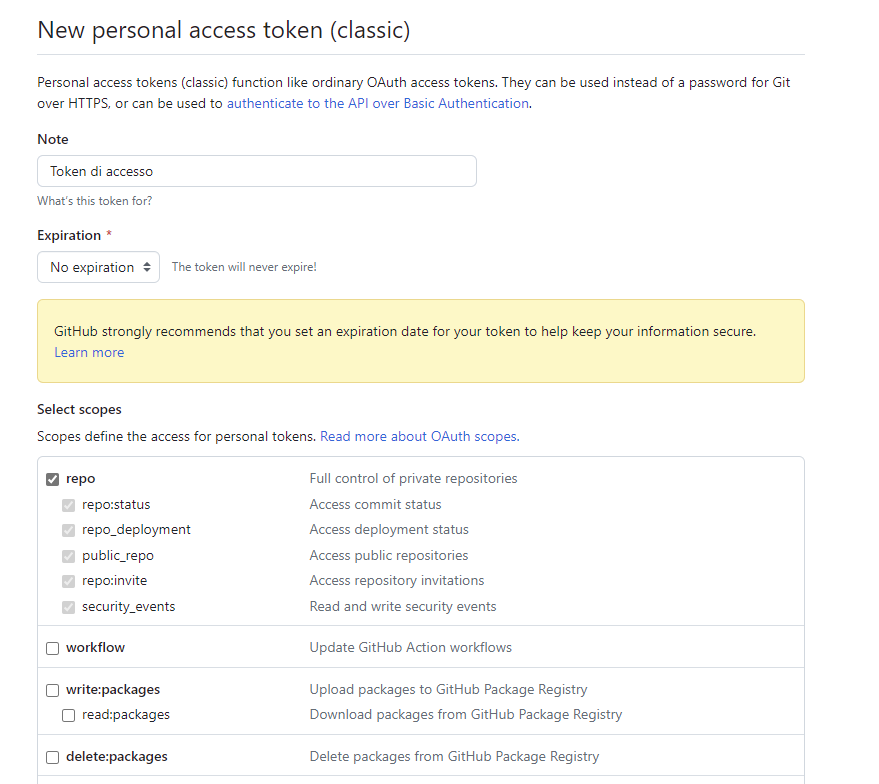 New personal access token (classic)
Personal access tokens (classic) function like ordinary OAuth access tokens. They can be used instead of a password for Git
over HTTPS, or can be used to authenticate to the API over Basic Authentication.
Note
Token di accesso
What's this token for?
Expiration *
No expiration The token will never expire!
GitHub strongly recommends that you set an expiration date for your token to help keep your information secure.
Learn more
Select scopes
Scopes define the access for personal tokens. Read more about OAuth scopes.
repo Full control of private repositories
repo:status Access commit status
repo_deployment Access deployment status
public_repo Access public repositories
repo:invite Access repository invitations
security_events Read and write security events
workflow Update GitHub Action workflows
write:packages Upload packages to GitHub Package Registry
read:packages Download packages from GitHub Package Registry
delete:packages Delete packages from GitHub Package Registry